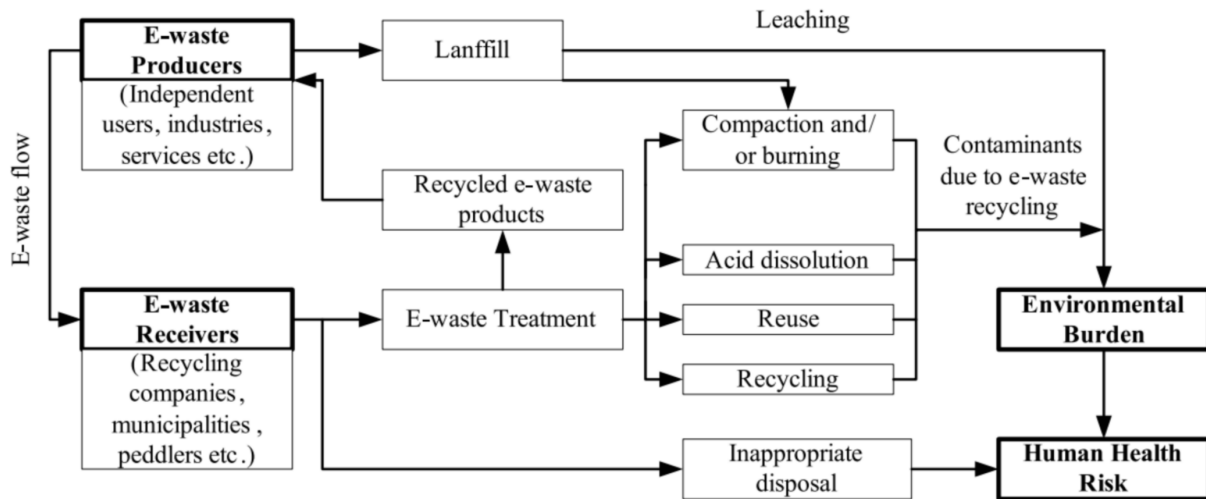 E-waste
Producers
(Independent
users, industries,
services etc.)
Lanffill
Leaching
Compaction and/
or burning
Contaminants
due to e-waste
recycling
E-waste flow
Recycled e-waste
products
Acid dissolution
E-waste
Receivers
(Recycling
companies,
municipalities ,
peddlers etc.)
E-waste Treatment
Reuse
Recycling
Environmental
Burden
Inappropriate
disposal
Human Health
Risk